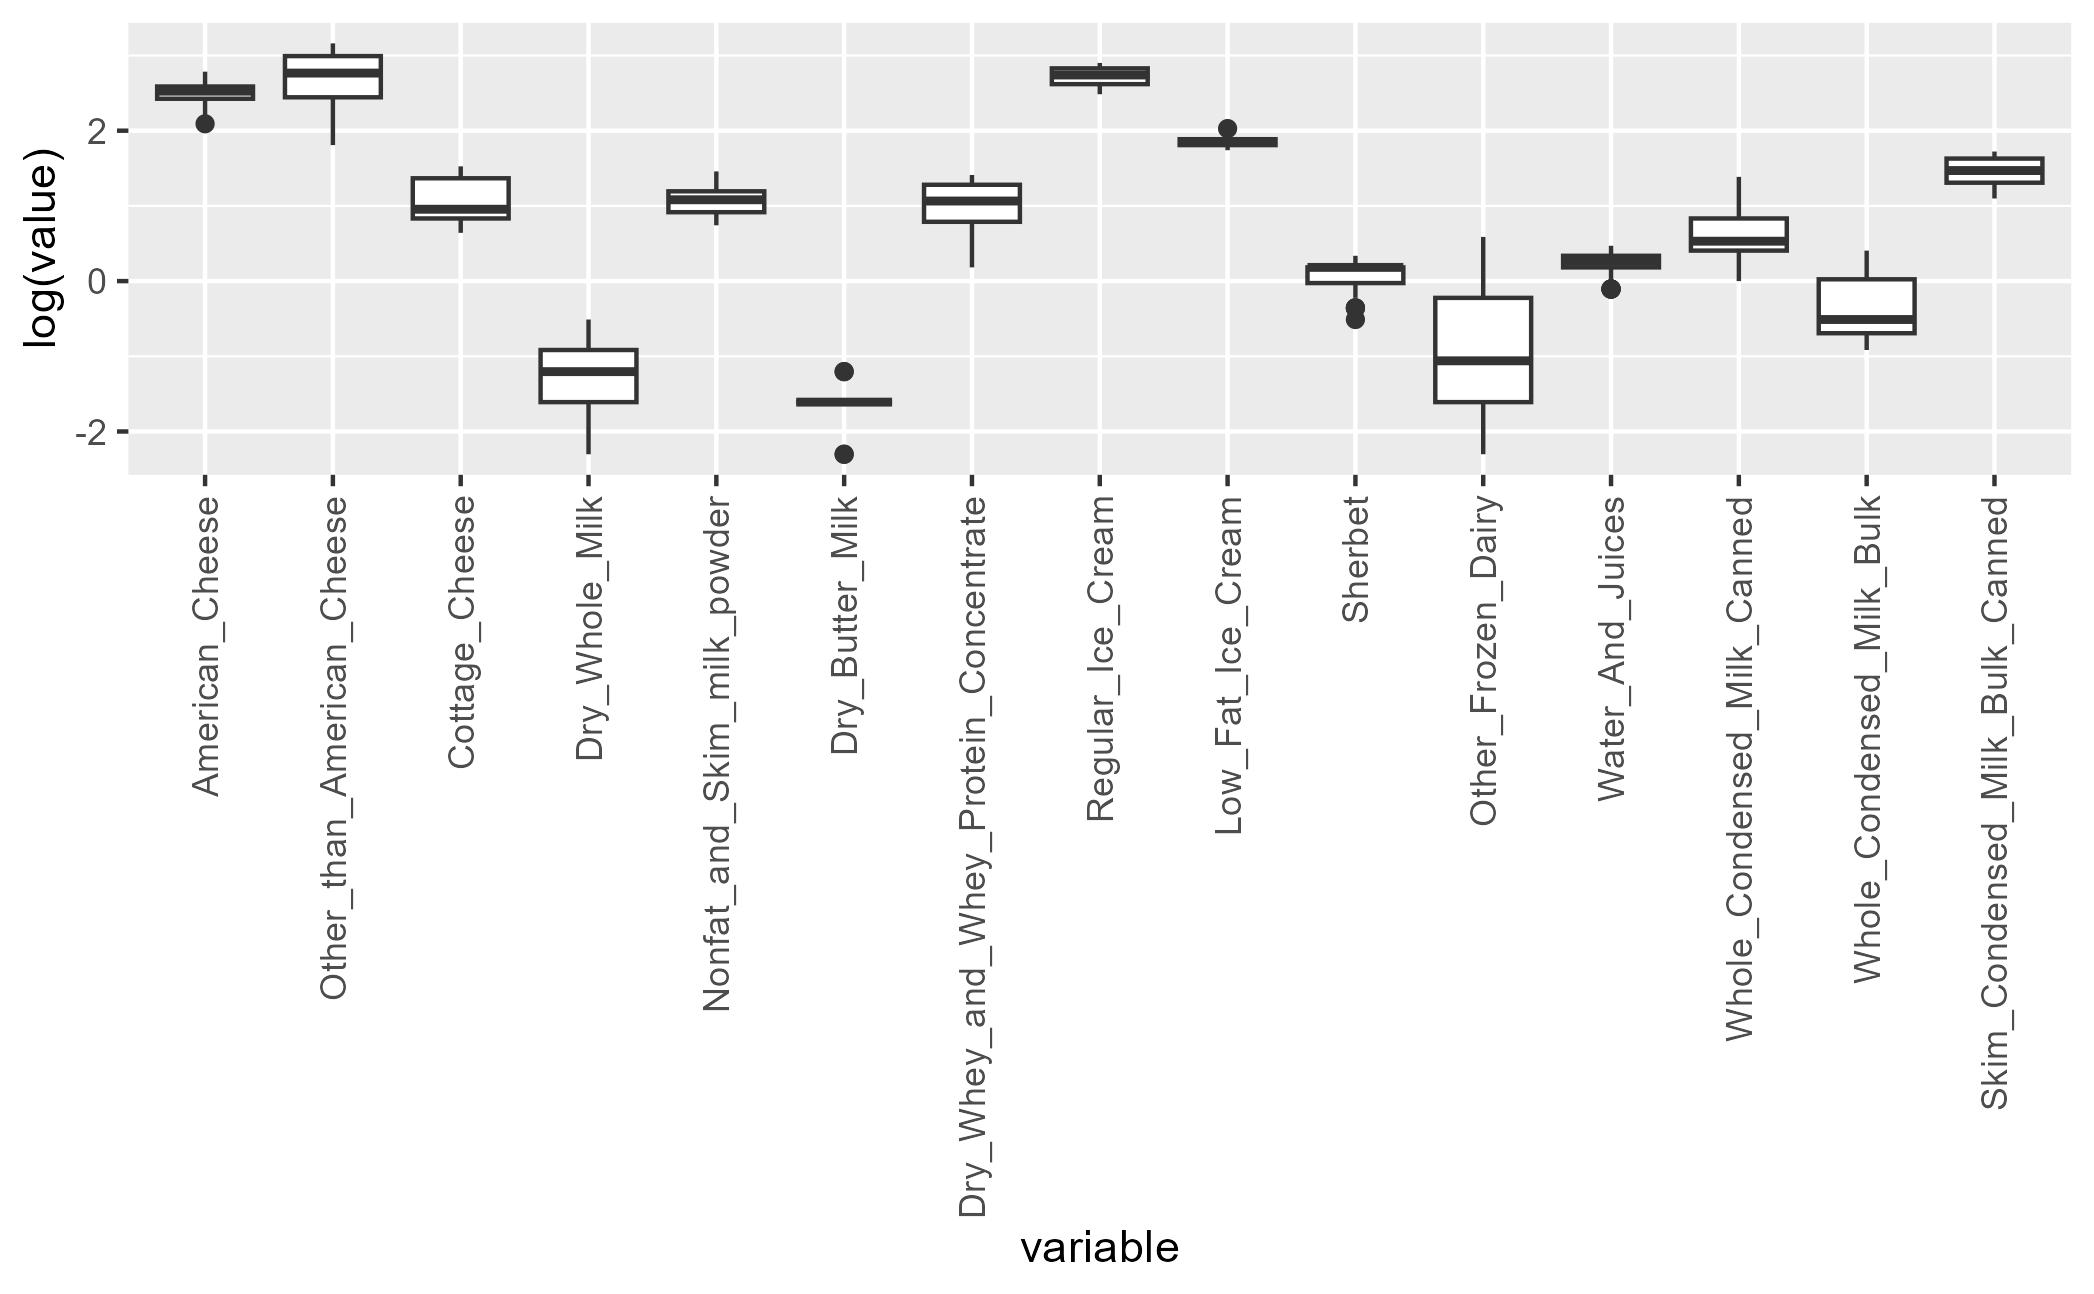 log(value)
2
0
-2
American_Cheese
Other_than_American_Cheese
Cottage_Cheese
Dry_Whole_Milk
Nonfat_and_Skim_milk_powder
Dry_Butter_Milk
Dry_Whey_and_Whey_Protein_Concentrate
Regular_Ice_Cream
Low_Fat_Ice_Cream
Sherbet
Other_Frozen_Dairy
Water_And_Juices
Whole_Condensed_Milk_Canned
Whole_Condensed_Milk_Bulk
Skim_Condensed_Milk_Bulk_Canned
variable